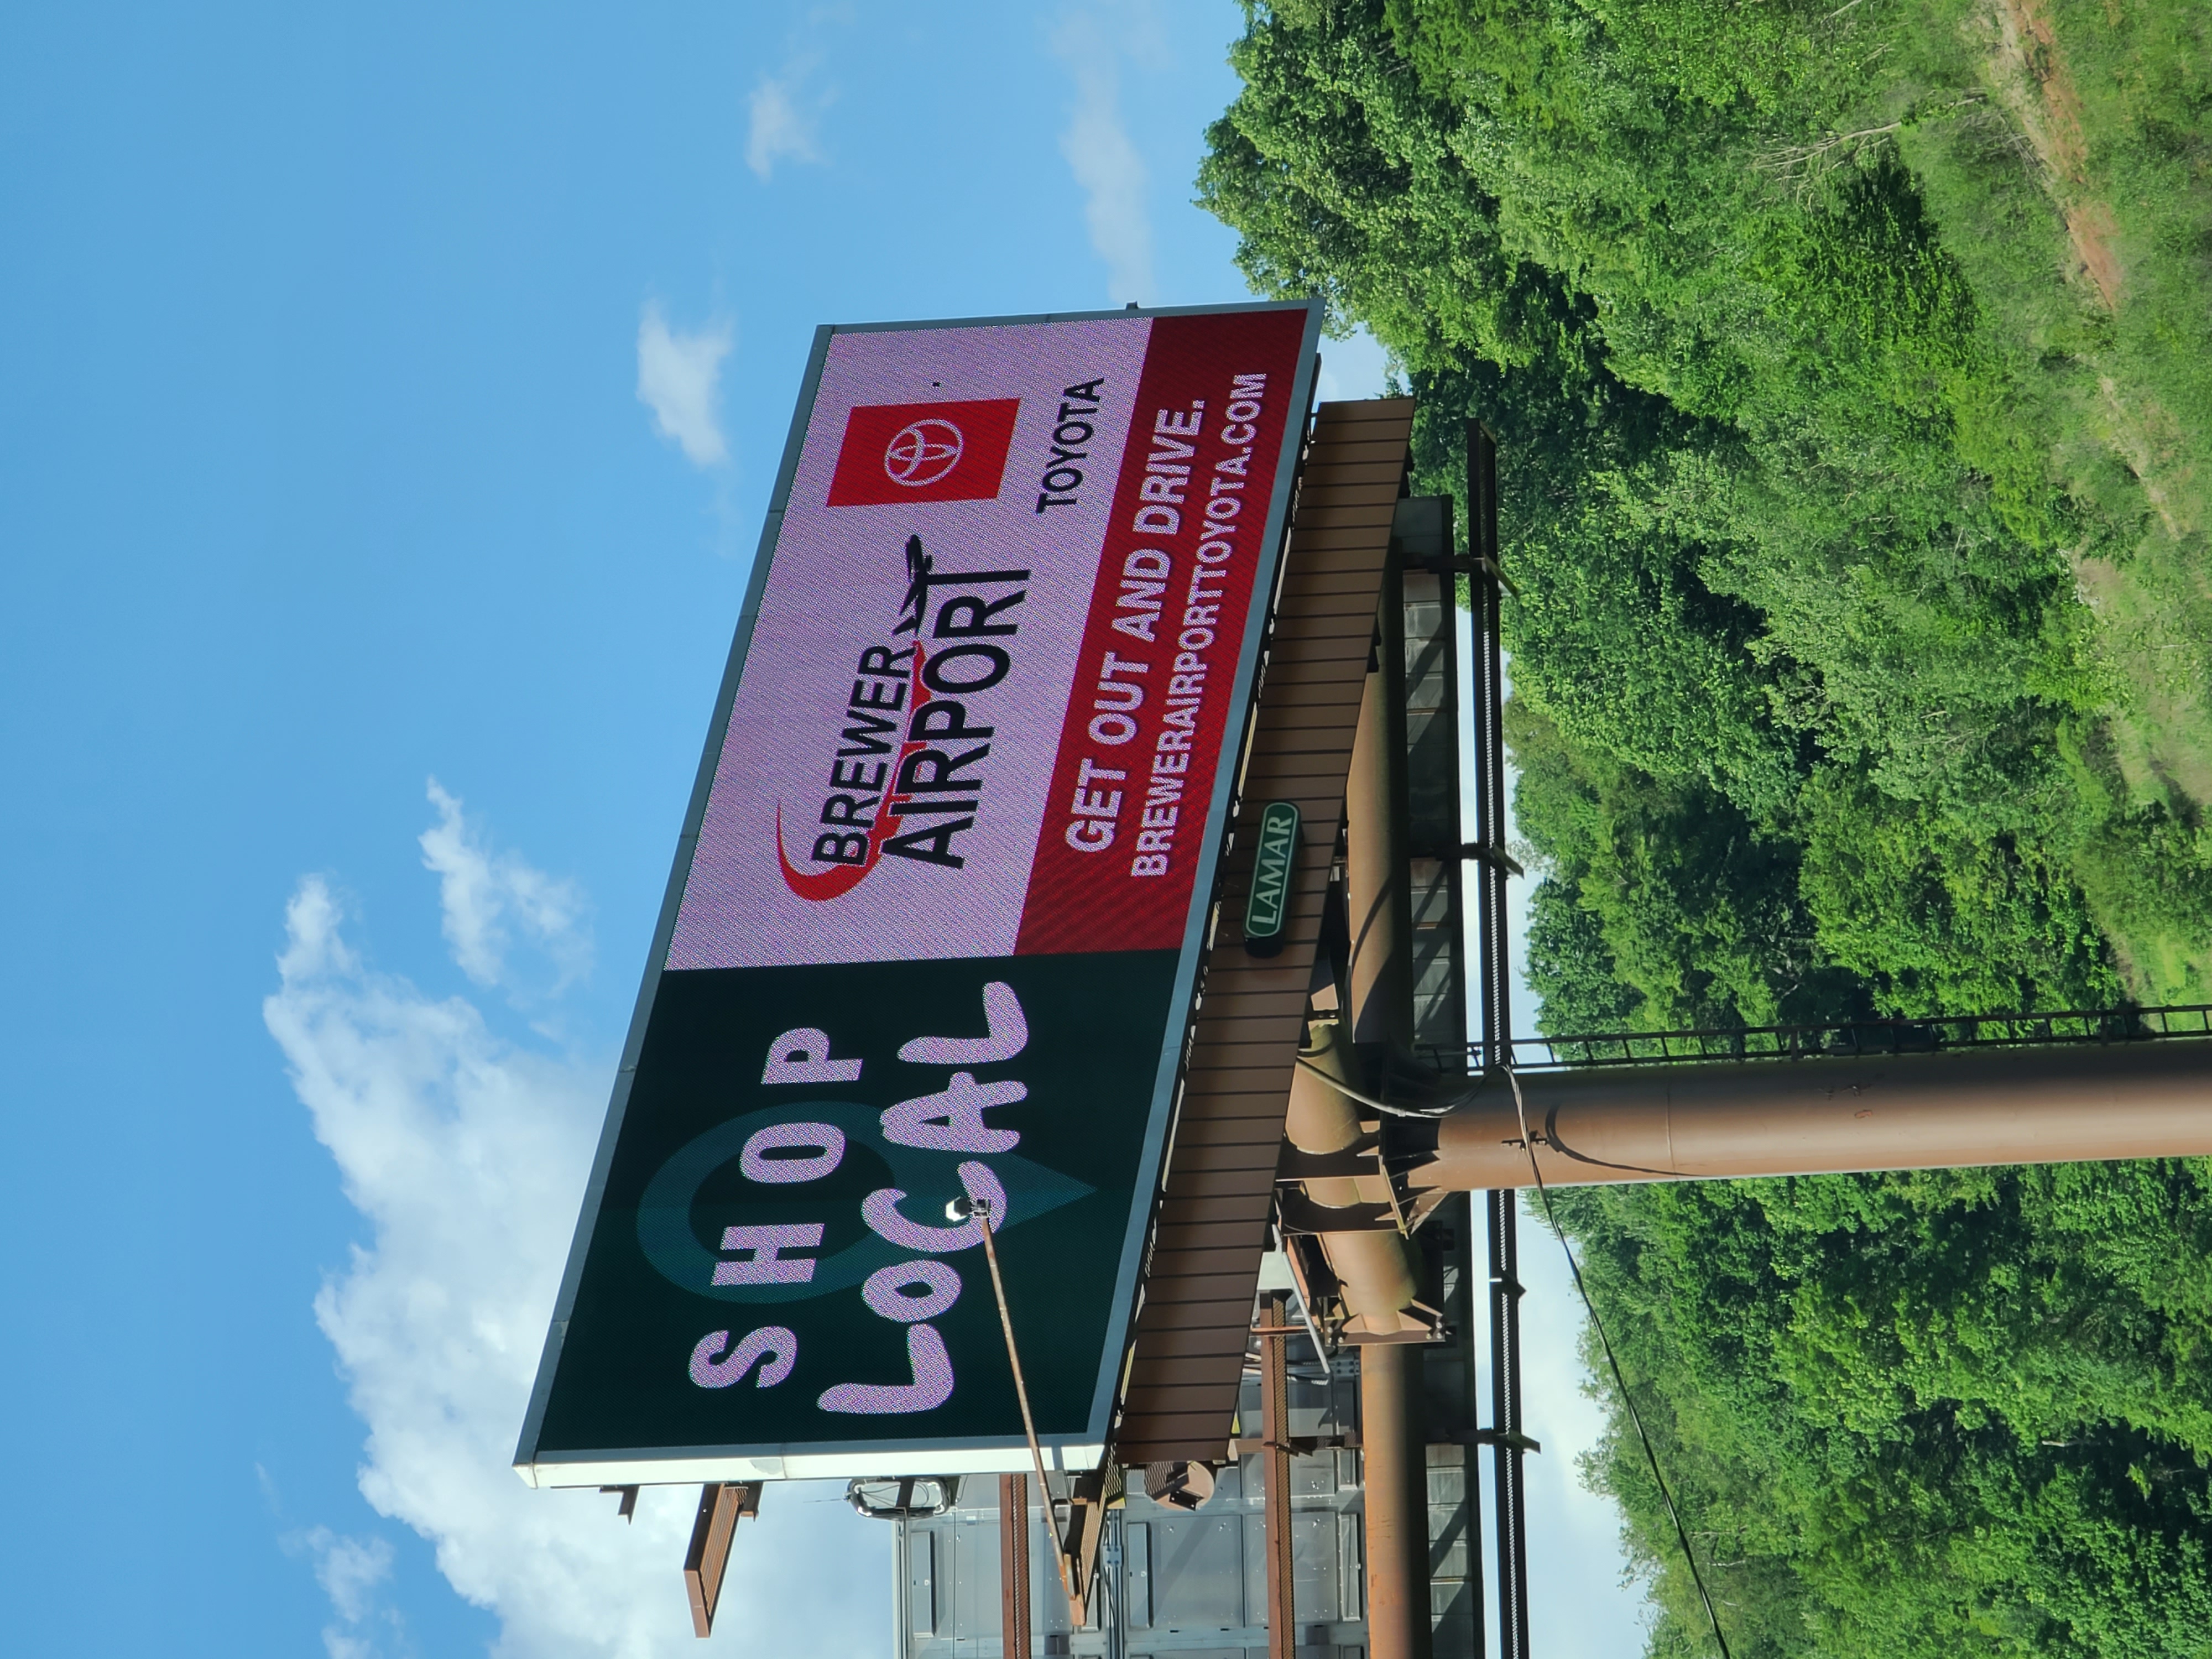 SHOP
LOCAL
BREWER
AIRPORT
TOYOTA
GET OUT AND DRIVE.
BREWERAIRPORTTOYOTA.COM
LAMAR